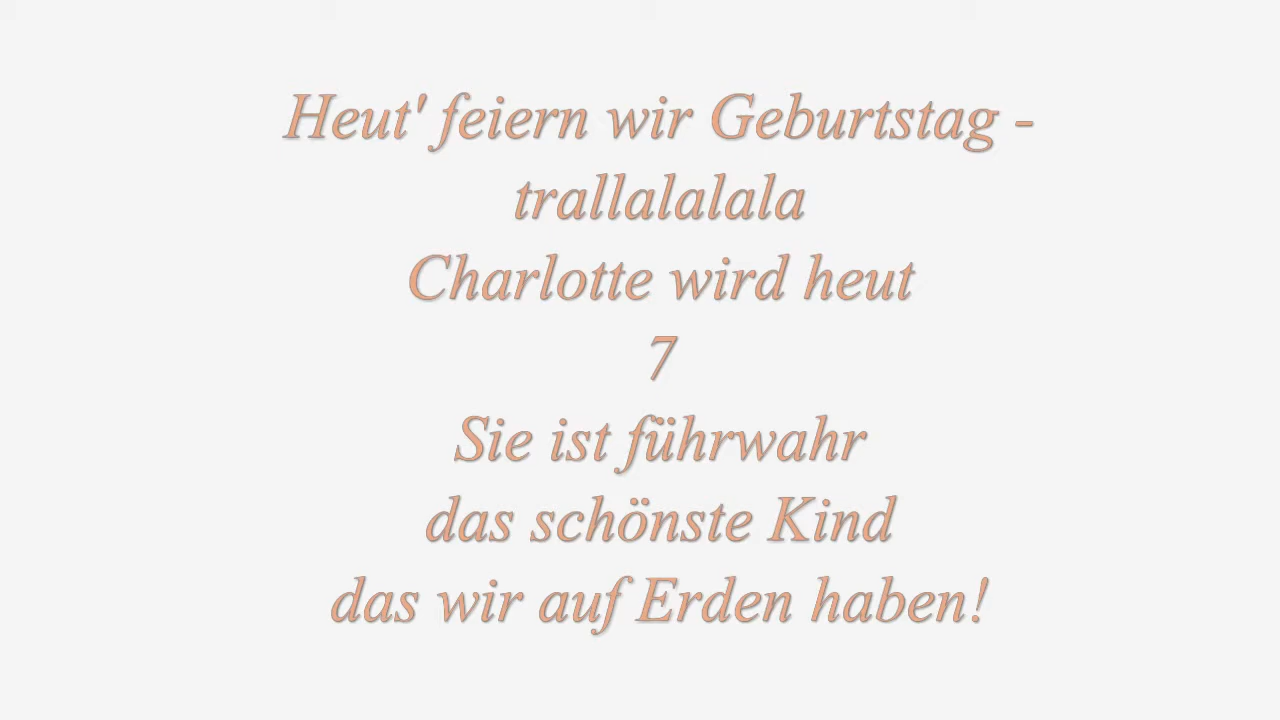 Heut' feiern wir Geburtstag -
trallalalala
Charlotte wird heut
7
Sie ist führwahr
das schönste Kind
das wir auf Erden haben!